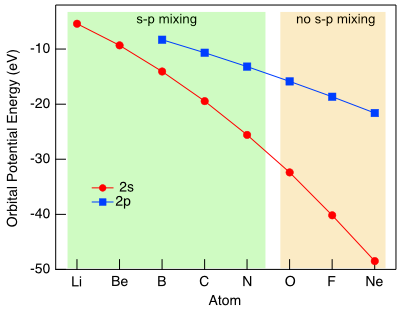 s-p mixing
no s-p mixing
-10
-20
-30
-40
-50
Orbital Potential Energy (eV)
2s
2p
Li Be B C N O F Ne
Atom